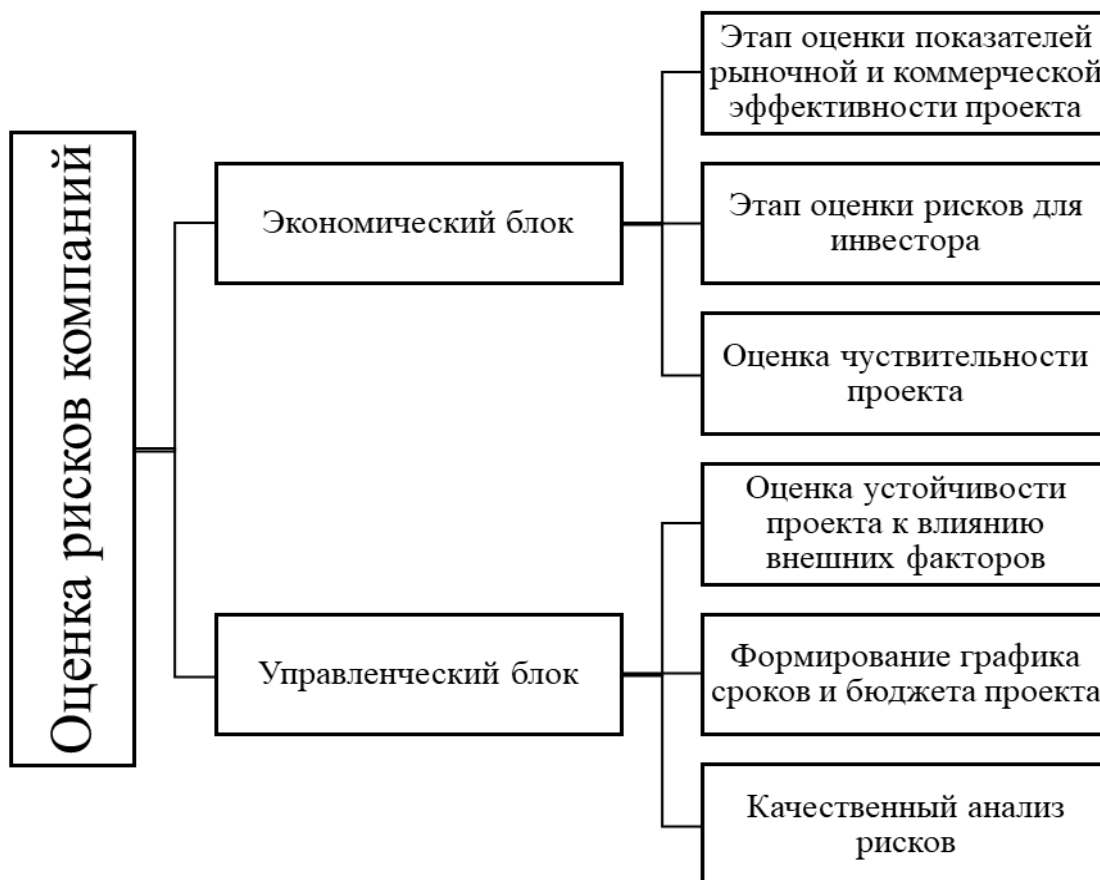 Оценка рисков компаний
Экономический блок
Этап оценки показателей
рыночной и коммерческой
эффективности проекта
Этап оценки рисков для
инвестора
Оценка чуствительности
проекта
Управленческий блок
Оценка устойчивости
проекта к влиянию
внешних факторов
Формирование графика
сроков и бюджета проекта
Качественный анализ
рисков